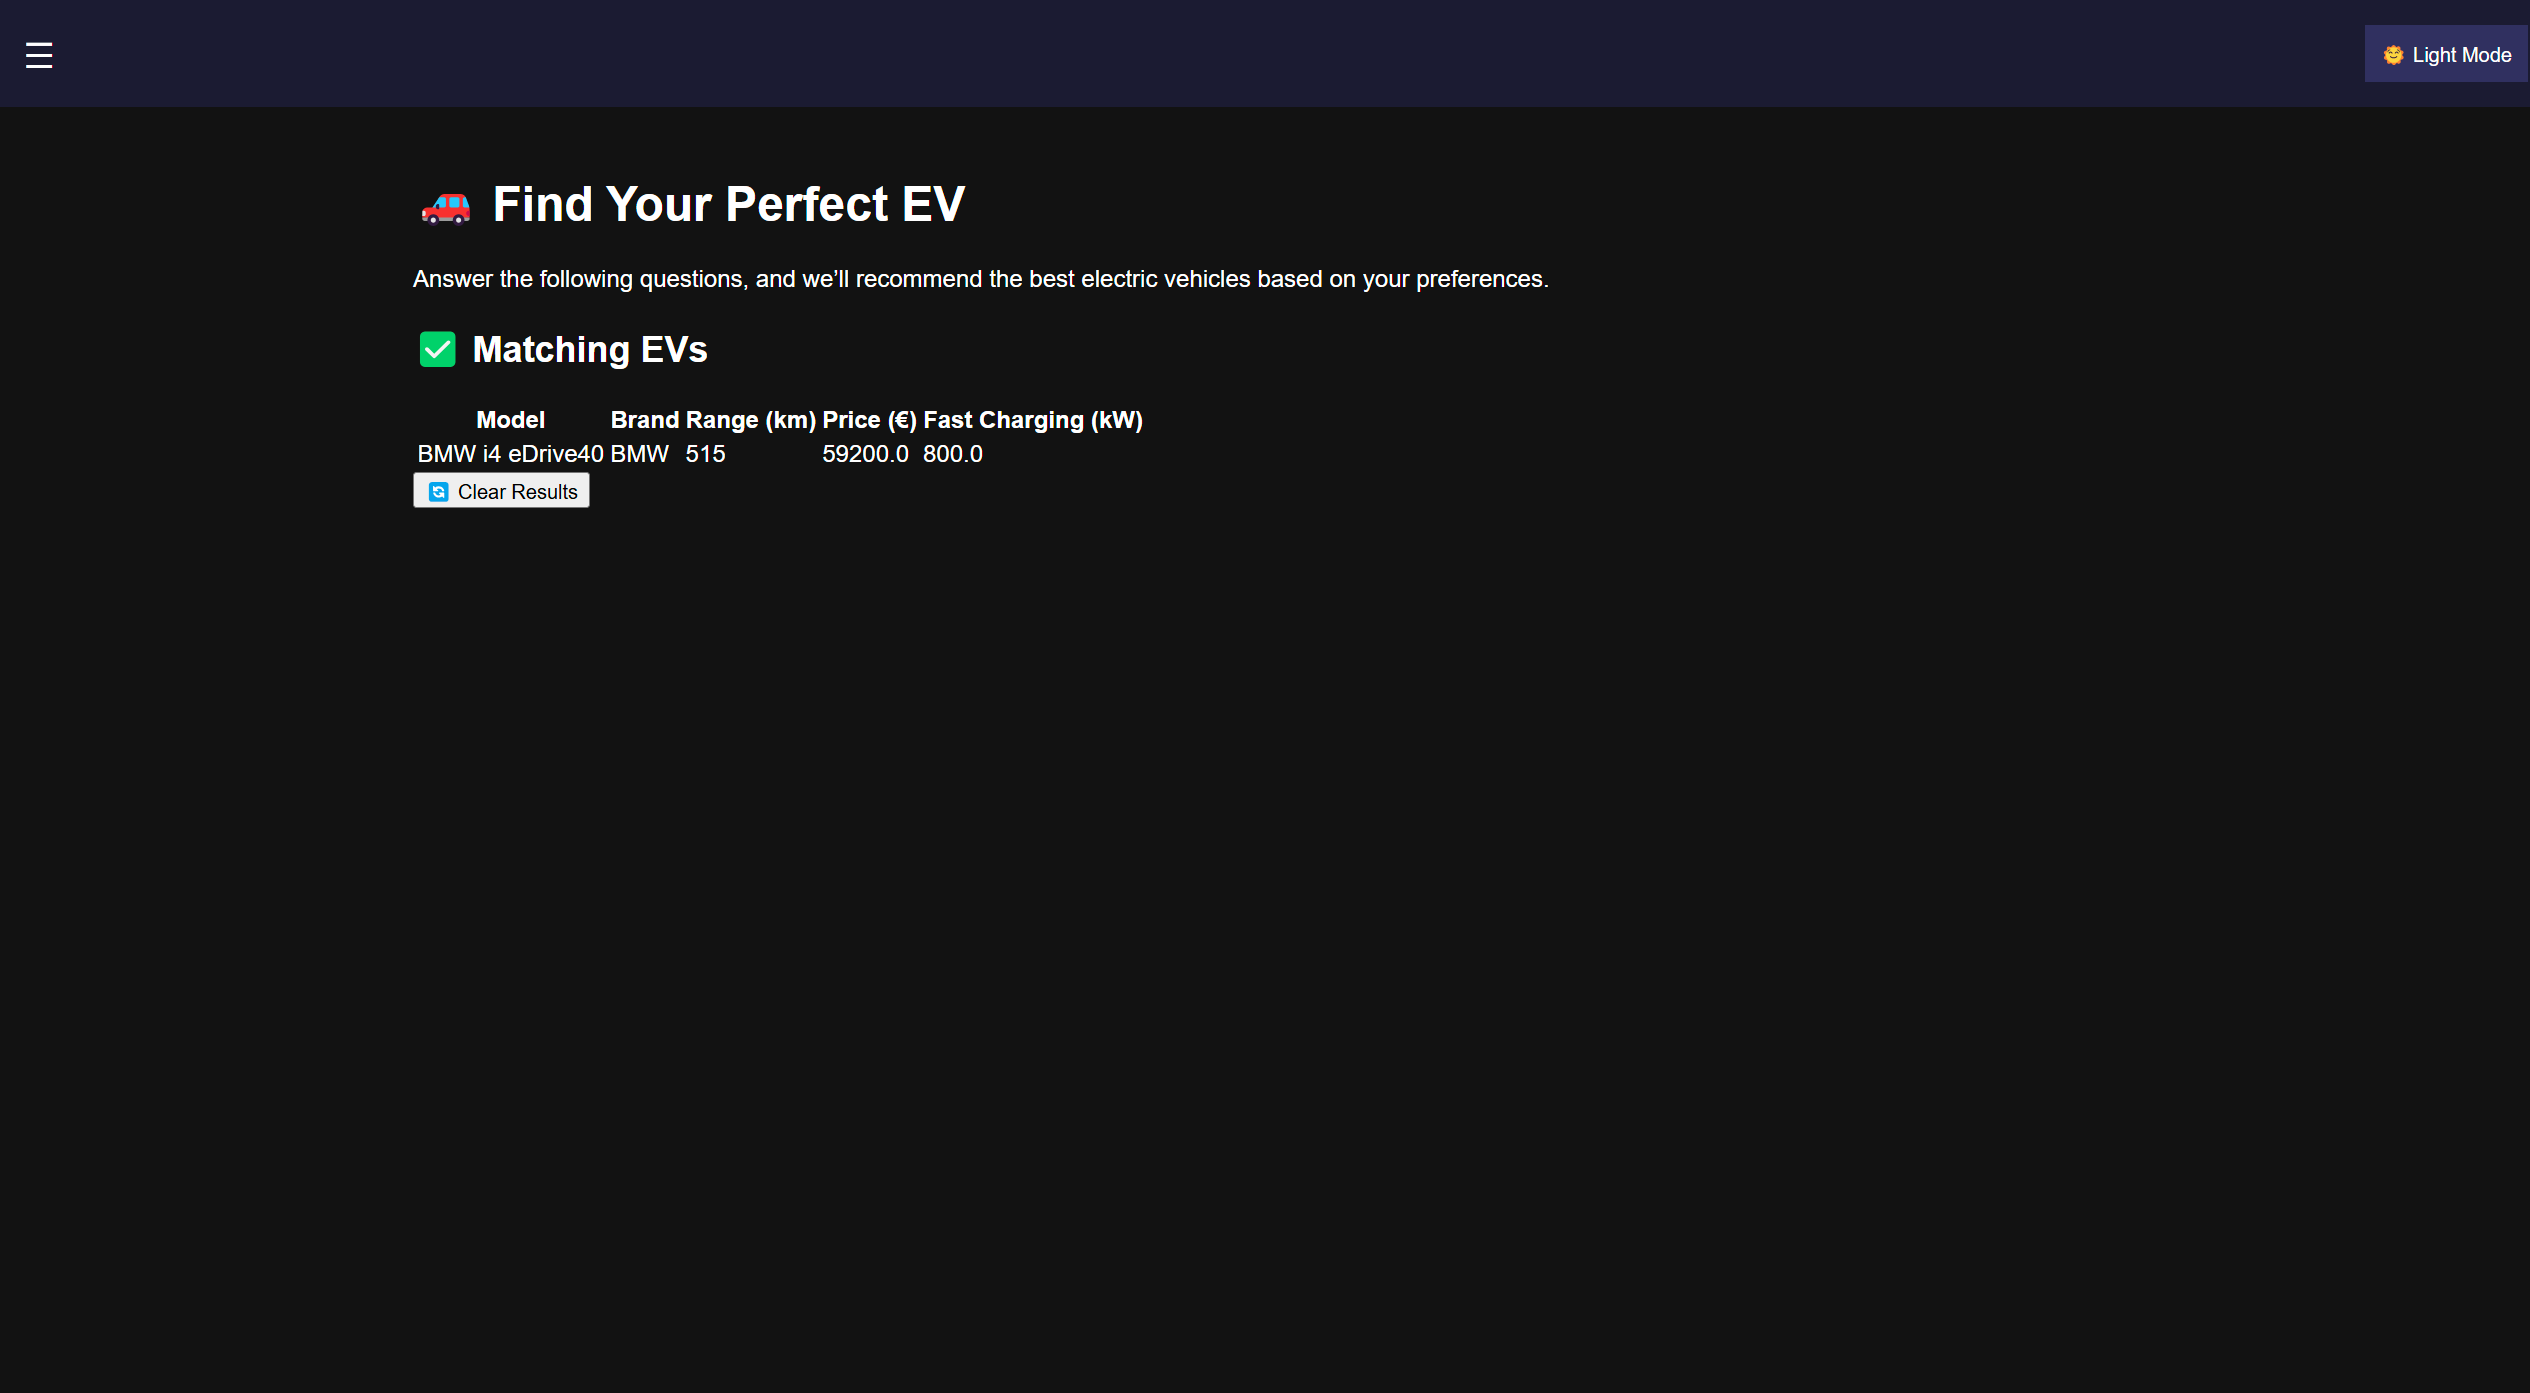 ☰
🌞 Light Mode
🚗 Find Your Perfect EV
Answer the following questions, and we’ll recommend the best electric vehicles based on your preferences.
✅ Matching EVs
Model Brand Range (km) Price (€) Fast Charging (kW)
BMW i4 eDrive40 BMW 515 59200.0 800.0
🔄 Clear Results